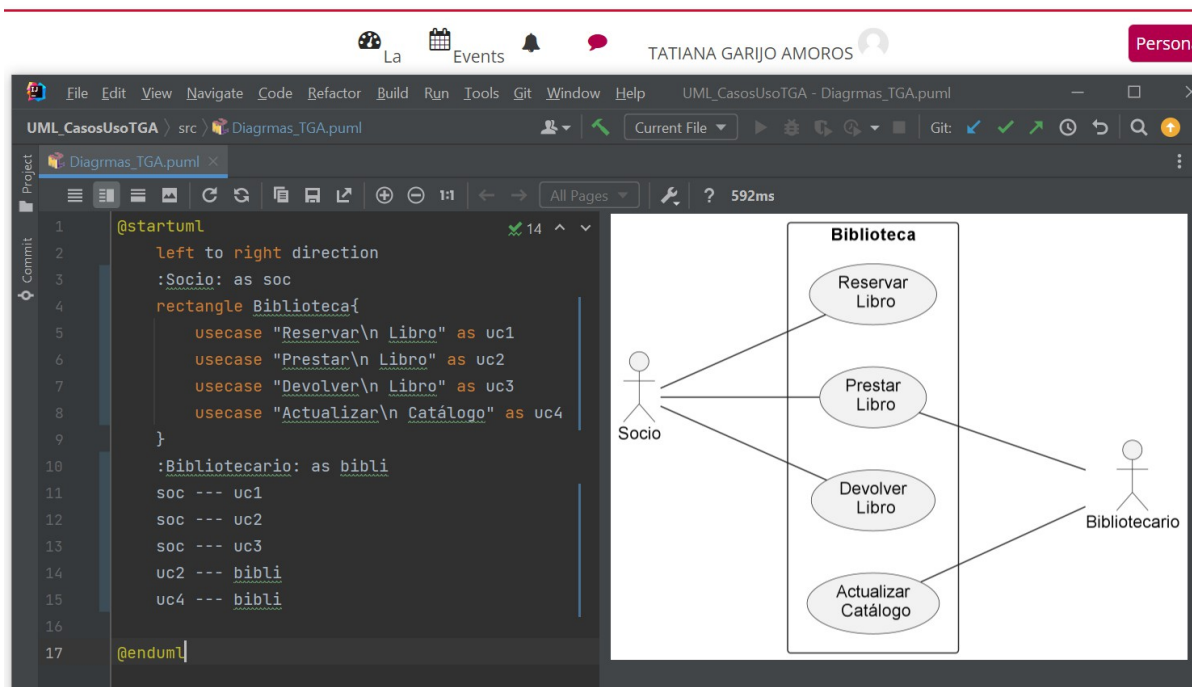 La
Events
TATIANA GARIJO AMOROS
File Edit View Navigate Code Refactor Build Run Tools Git Window Help UML_CasosUsoTGA - Diagrmas_TGA.puml
UML_CasosUsoTGA src Diagrmas_TGA.puml Current File Git:
Project
Commit
Diagrmas_TGA.puml
1:1 All Pages ? 592ms
1 @startuml 14
2 left to right direction
3 :Socio: as soc
4 rectangle Biblioteca{
5 usecase "Reservar\n Libro" as uc1
6 usecase "Prestar\n Libro" as uc2
7 usecase "Devolver\n Libro" as uc3
8 usecase "Actualizar\n Catálogo" as uc4
9 }
10 :Bibliotecario: as bibli
11 soc --- uc1
12 soc --- uc2
13 soc --- uc3
14 uc2 --- bibli
15 uc4 --- bibli
16
17 @enduml
Biblioteca
Reservar
Libro
Prestar
Libro
Socio
Devolver
Libro
Bibliotecario
Actualizar
Catálogo